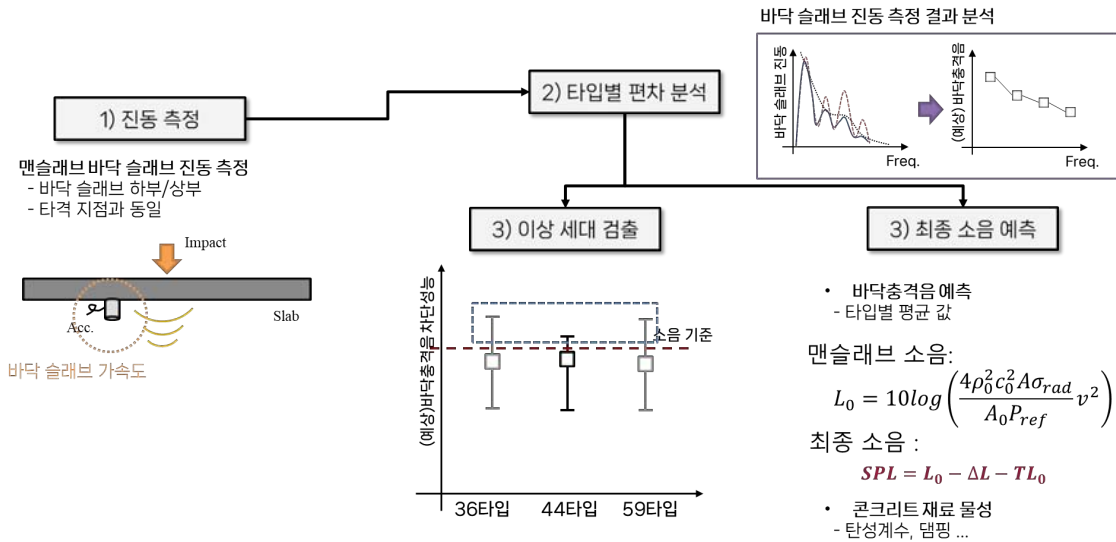 바닥 슬래브 진동 측정 결과 분석
바닥 슬래브 진동
Freq.
(예상) 바닥충격음
Freq.
1) 진동 측정
2) 타입별 편차 분석
맨슬래브 바닥 슬래브 진동 측정
- 바닥 슬래브 하부/상부
- 타격 지점과 동일
Impact
Acc.
Slab
바닥 슬래브 가속도
3) 이상 세대 검출
(예상)바닥충격음 차단성능
소음 기준
36타입
44타입
59타입
3) 최종 소음 예측
• 바닥충격음 예측
- 타입별 평균 값
맨슬래브 소음:
L₀ = 10log(4ρ₀²c₀²Aσ_rad / A₀P_ref v²)
최종 소음 :
SPL = L₀ − ΔL − TL₀
• 콘크리트 재료 물성
- 탄성계수, 댐핑 ...